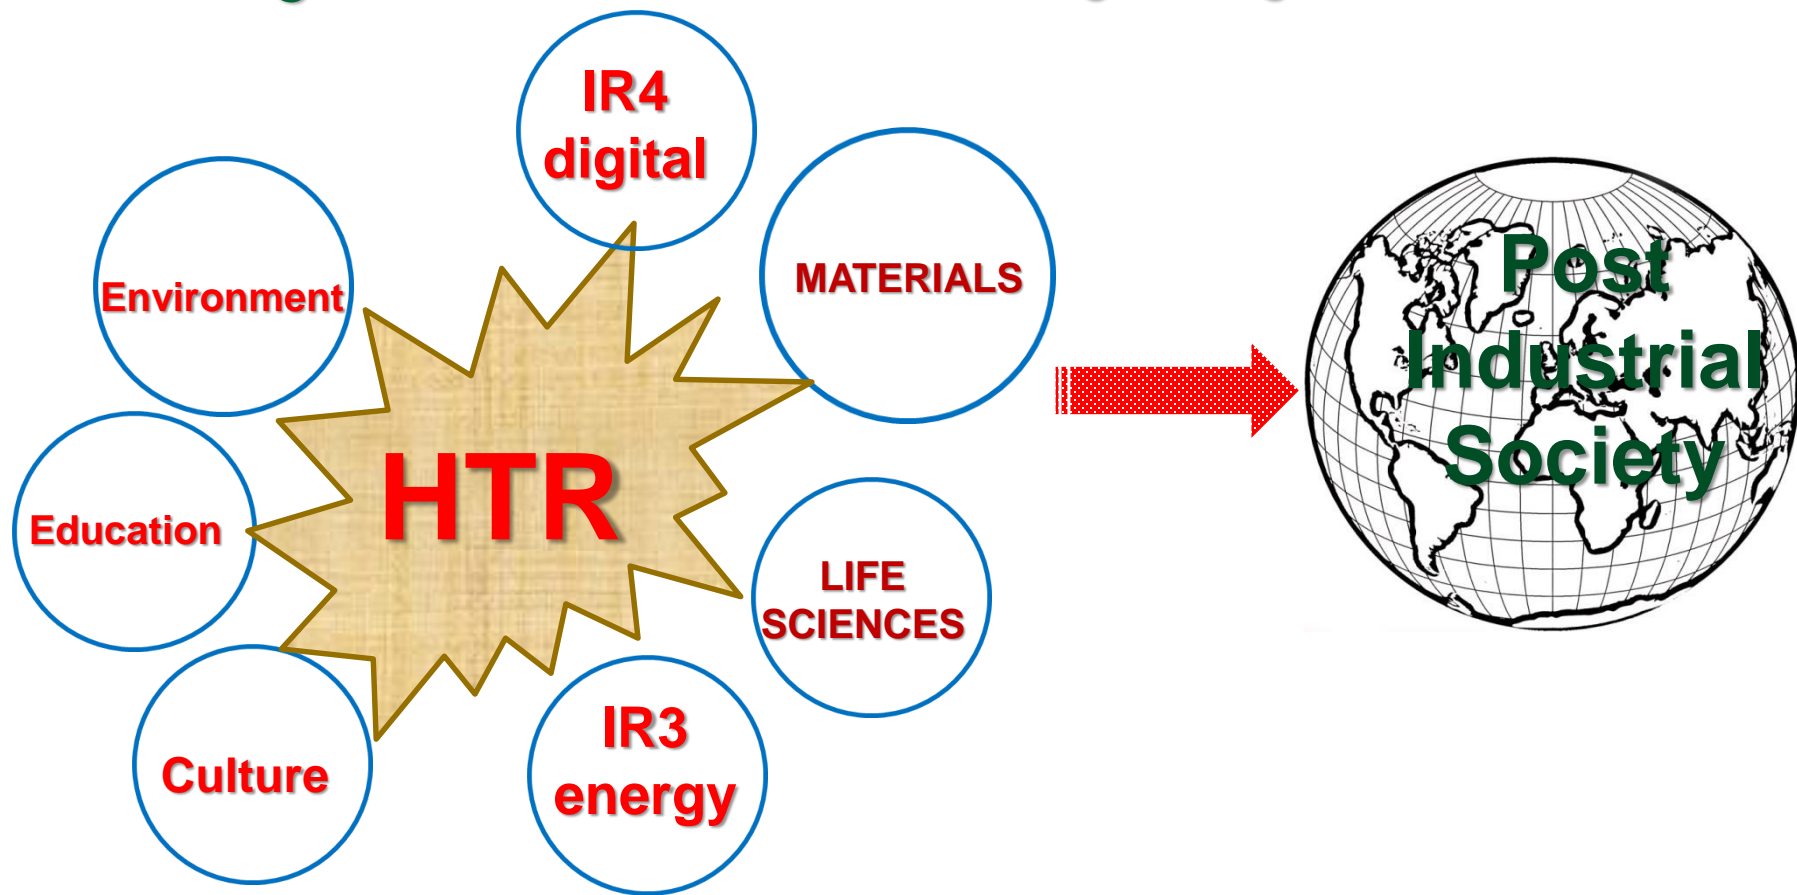 IR4
digital
MATERIALS
Environment
HTR
Education
LIFE
SCIENCES
Culture
IR3
energy
Post
Industrial
Society